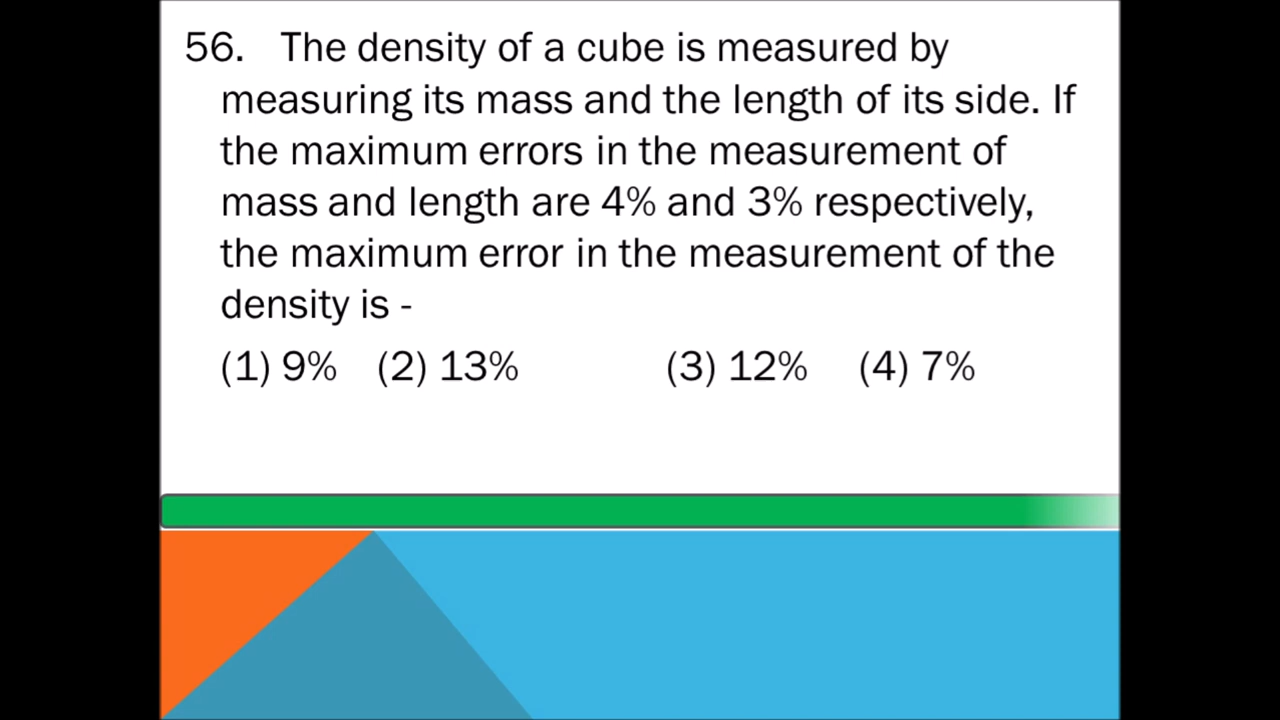 56. The density of a cube is measured by
measuring its mass and the length of its side. If
the maximum errors in the measurement of
mass and length are 4% and 3% respectively,
the maximum error in the measurement of the
density is -
(1) 9% (2) 13% (3) 12% (4) 7%